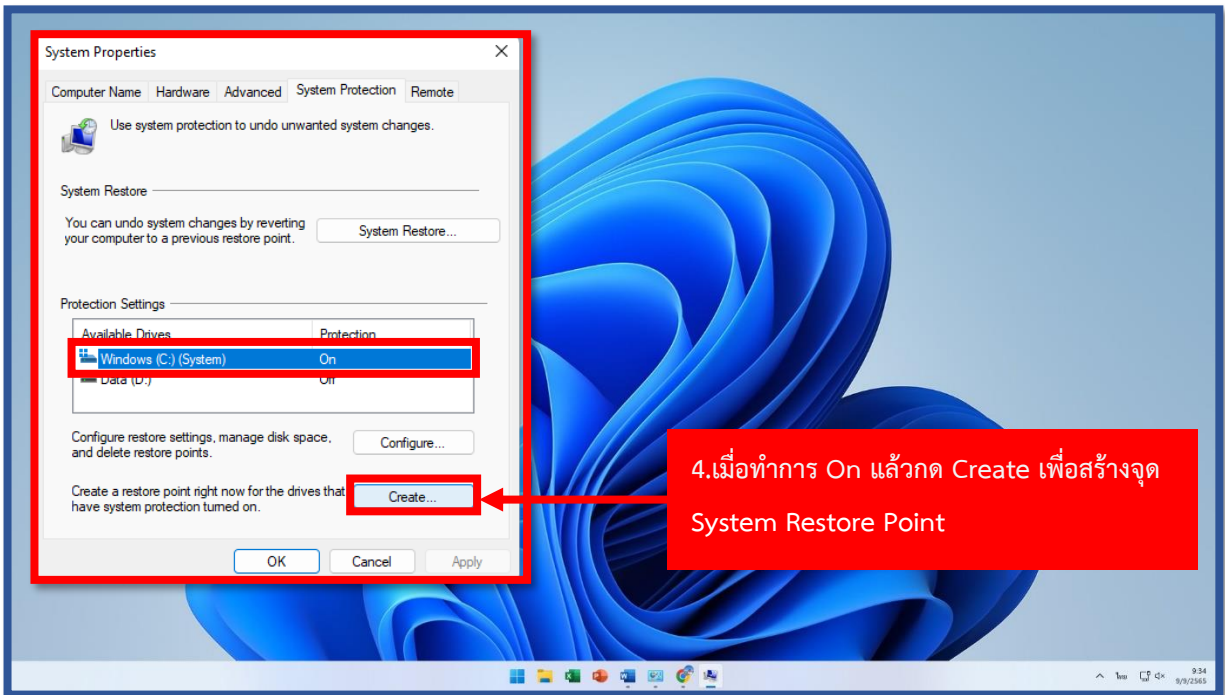 System Properties
Computer Name Hardware Advanced System Protection Remote
Use system protection to undo unwanted system changes.
System Restore
You can undo system changes by reverting
your computer to a previous restore point.
System Restore...
Protection Settings
Available Drives Protection
Windows (C:) (System) On
Data (D:) Off
Configure restore settings, manage disk space,
and delete restore points.
Configure...
Create a restore point right now for the drives that
have system protection turned on.
Create...
OK Cancel Apply
4.เมื่อทำการ On แล้วกด Create เพื่อสร้างจุด
System Restore Point
ไทย
9:34
9/9/2565